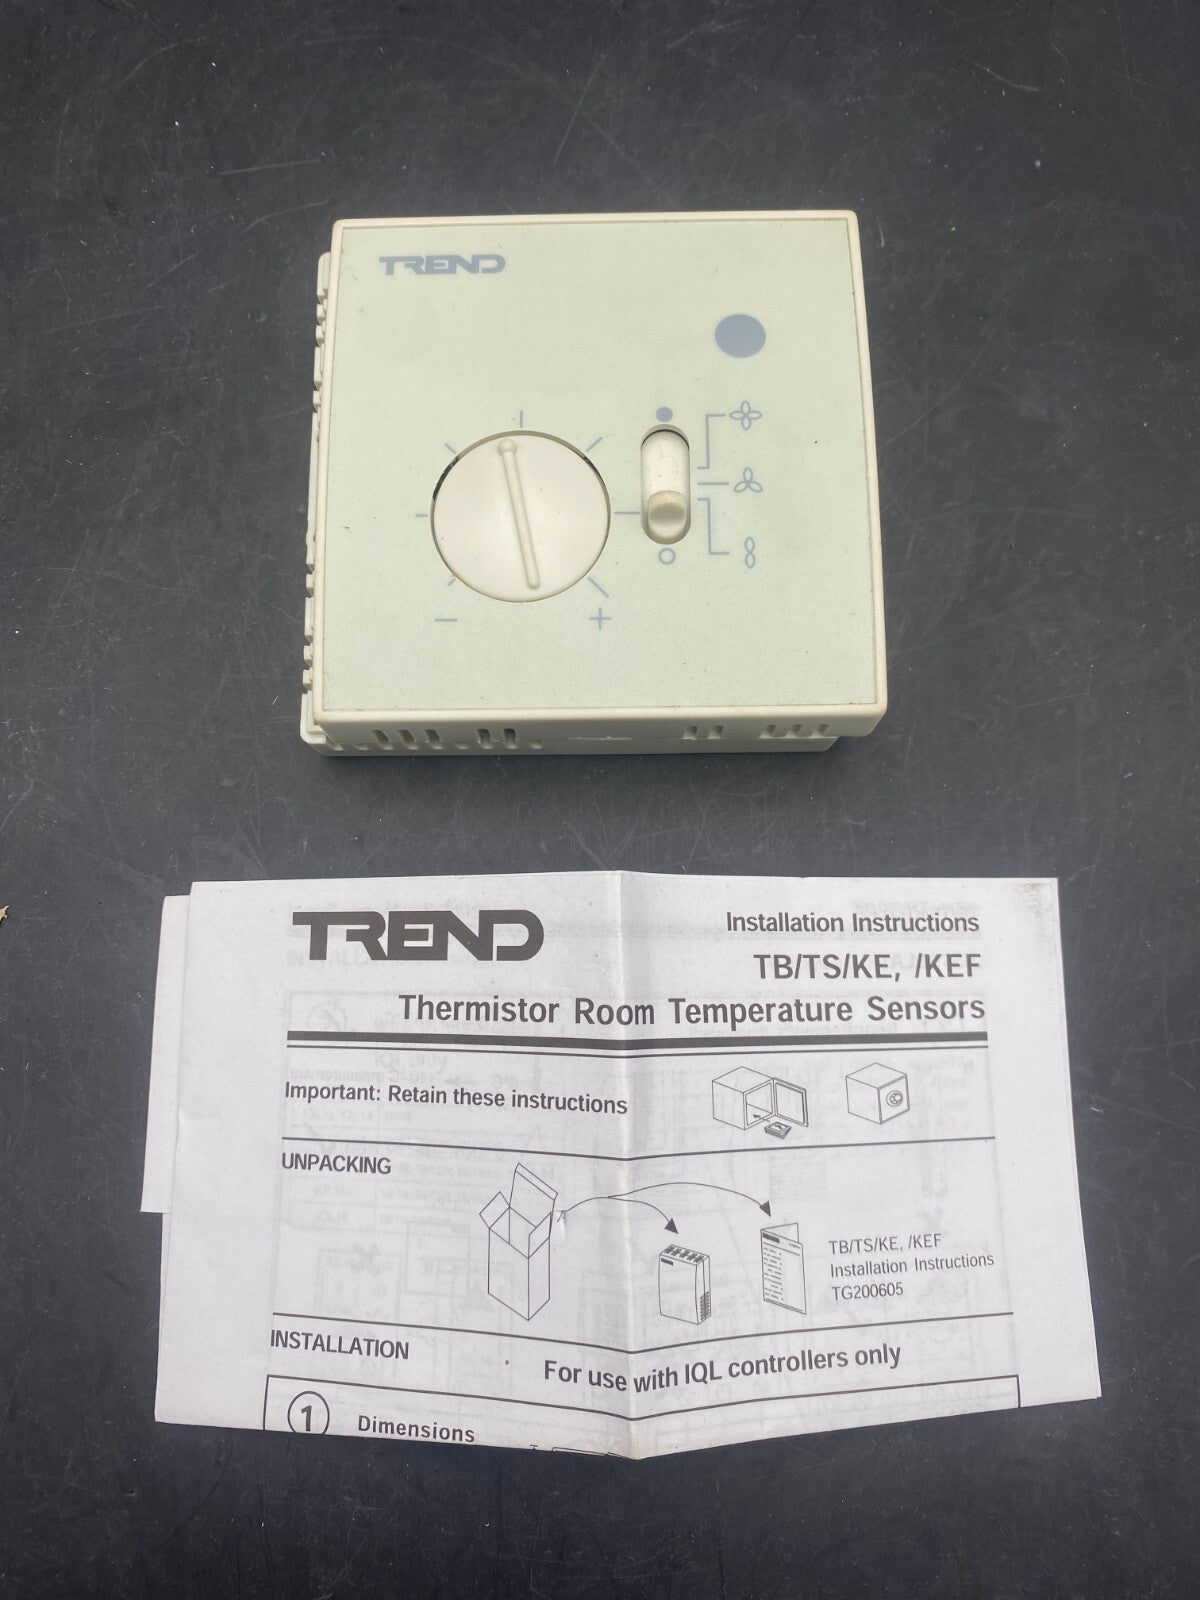 TREND
− +
TREND
Installation Instructions
TB/TS/KE, /KEF
Thermistor Room Temperature Sensors
Important: Retain these instructions
UNPACKING
TB/TS/KE, /KEF
Installation Instructions
TG200605
INSTALLATION
For use with IQL controllers only
1 Dimensions